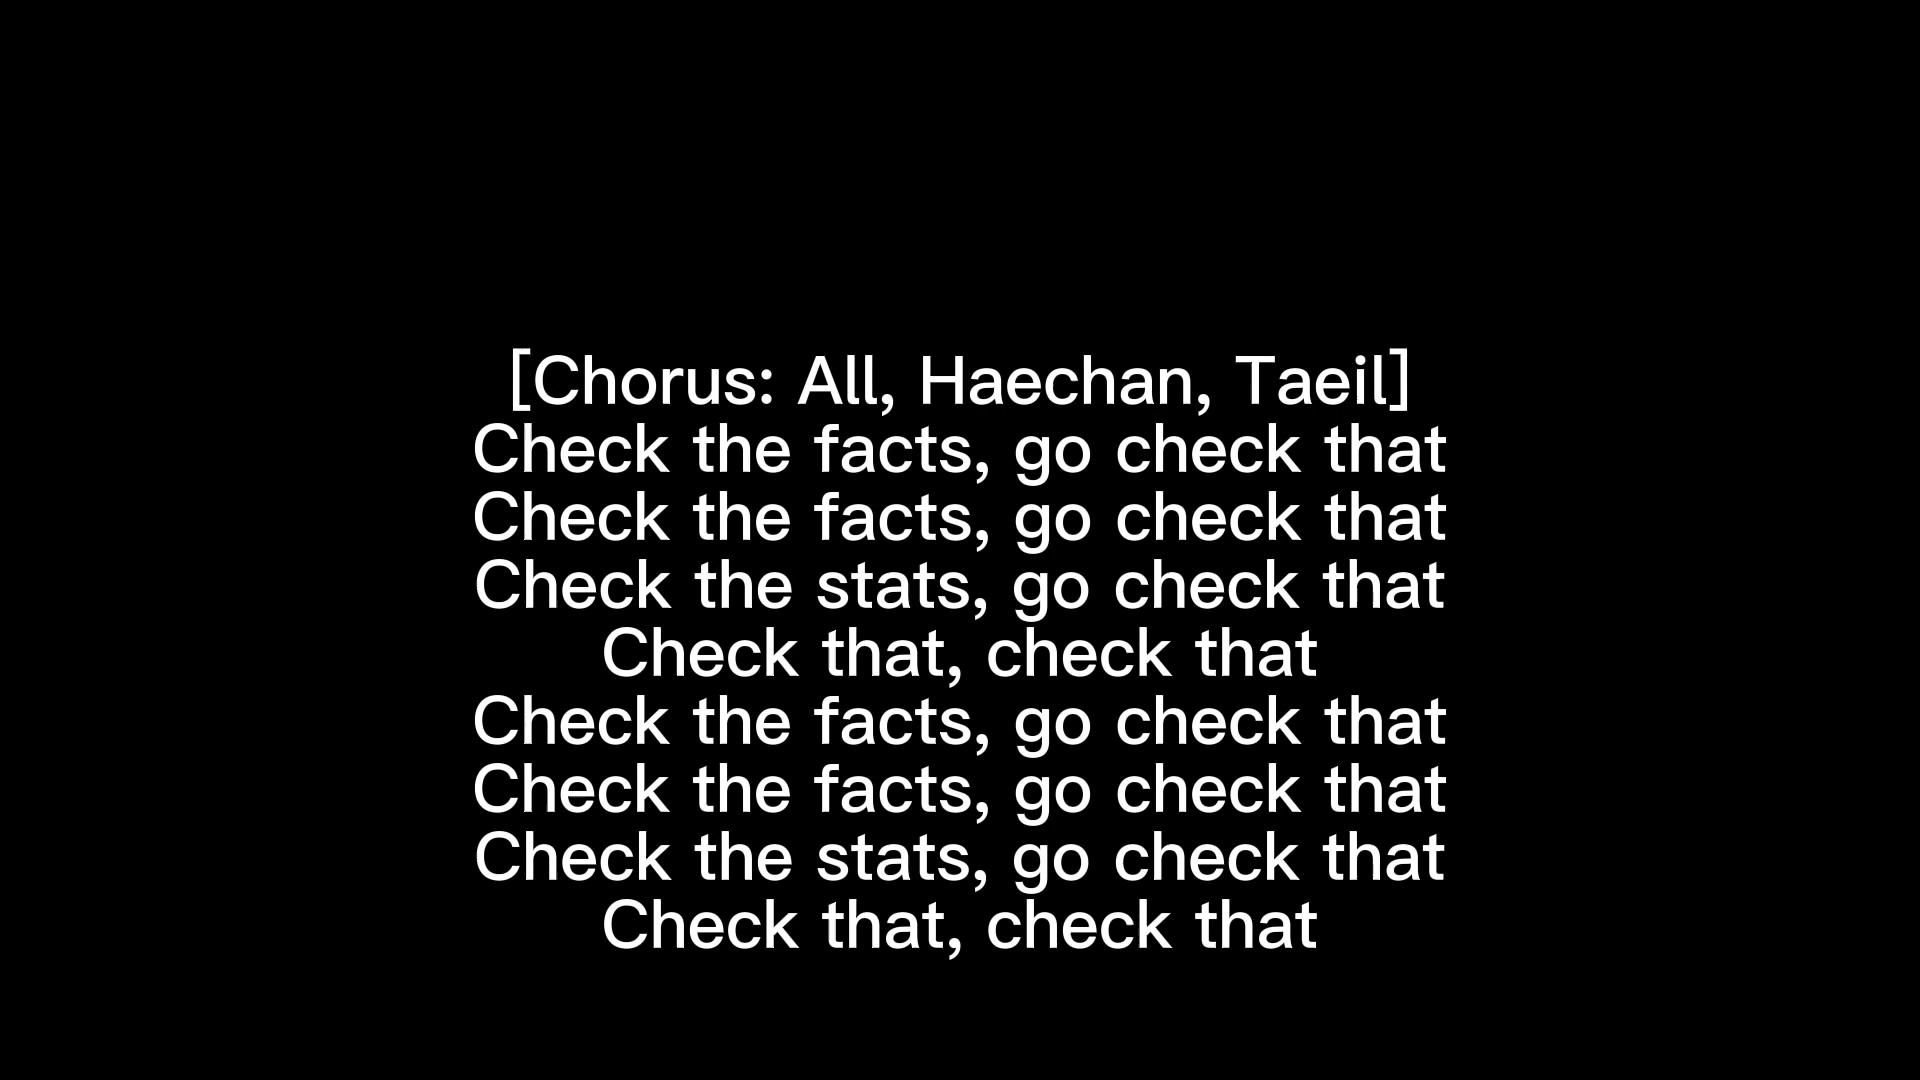 [Chorus: All, Haechan, Taeil]
Check the facts, go check that
Check the facts, go check that
Check the stats, go check that
Check that, check that
Check the facts, go check that
Check the facts, go check that
Check the stats, go check that
Check that, check that